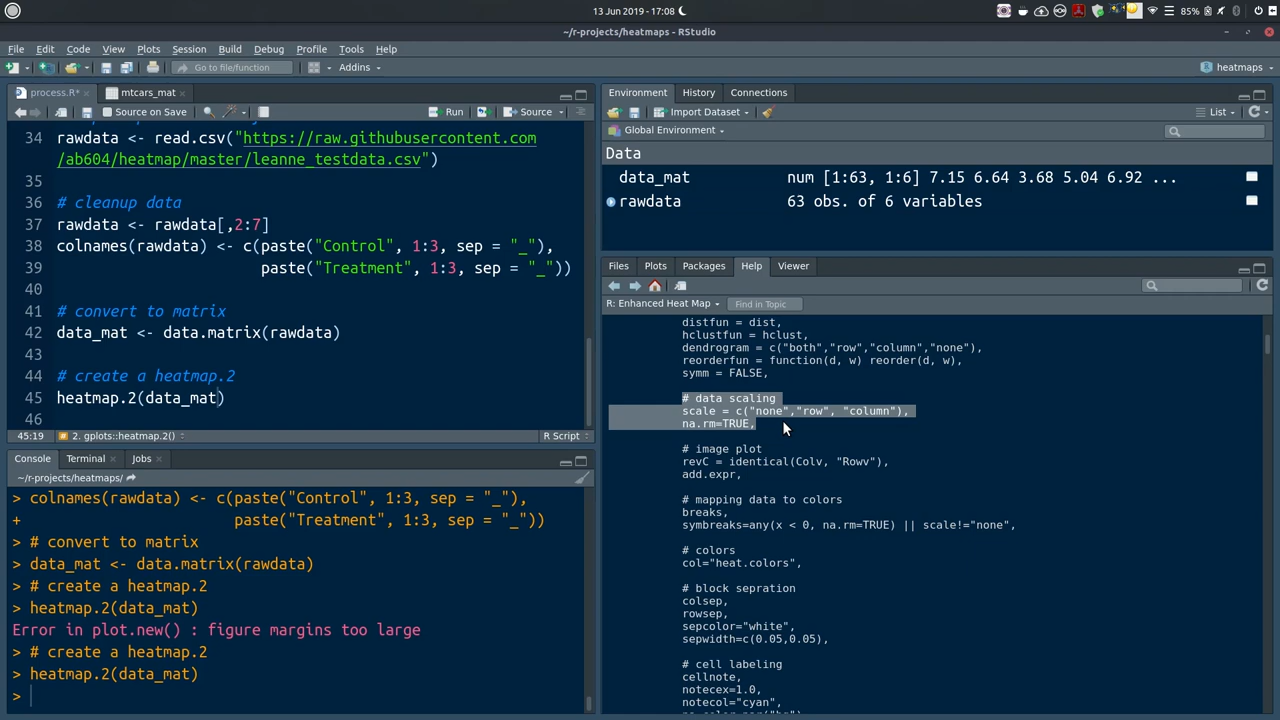 13 Jun 2019 - 17:08
85%
~/r-projects/heatmaps - RStudio
File Edit Code View Plots Session Build Debug Profile Tools Help
Go to file/function Addins heatmaps
process.R* mtcars_mat
Source on Save Run Source
34 rawdata <- read.csv("https://raw.githubusercontent.com
/ab604/heatmap/master/leanne_testdata.csv")
35
36 # cleanup data
37 rawdata <- rawdata[,2:7]
38 colnames(rawdata) <- c(paste("Control", 1:3, sep = "_"),
39 paste("Treatment", 1:3, sep = "_"))
40
41 # convert to matrix
42 data_mat <- data.matrix(rawdata)
43
44 # create a heatmap.2
45 heatmap.2(data_mat)
46
45:19 2. gplots::heatmap.2() R Script
Console Terminal Jobs
~/r-projects/heatmaps/
> colnames(rawdata) <- c(paste("Control", 1:3, sep = "_"),
+ paste("Treatment", 1:3, sep = "_"))
> # convert to matrix
> data_mat <- data.matrix(rawdata)
> # create a heatmap.2
> heatmap.2(data_mat)
Error in plot.new() : figure margins too large
> # create a heatmap.2
> heatmap.2(data_mat)
>
Environment History Connections
Import Dataset List
Global Environment
Data
data_mat num [1:63, 1:6] 7.15 6.64 3.68 5.04 6.92 ...
rawdata 63 obs. of 6 variables
Files Plots Packages Help Viewer
R: Enhanced Heat Map Find in Topic
distfun = dist,
hclustfun = hclust,
dendrogram = c("both","row","column","none"),
reorderfun = function(d, w) reorder(d, w),
symm = FALSE,
# data scaling
scale = c("none","row", "column"),
na.rm=TRUE,
# image plot
revC = identical(Colv, "Rowv"),
add.expr,
# mapping data to colors
breaks,
symbreaks=any(x < 0, na.rm=TRUE) || scale!="none",
# colors
col="heat.colors",
# block sepration
colsep,
rowsep,
sepcolor="white",
sepwidth=c(0.05,0.05),
# cell labeling
cellnote,
notecex=1.0,
notecol="cyan",
na.color=par("bg"),